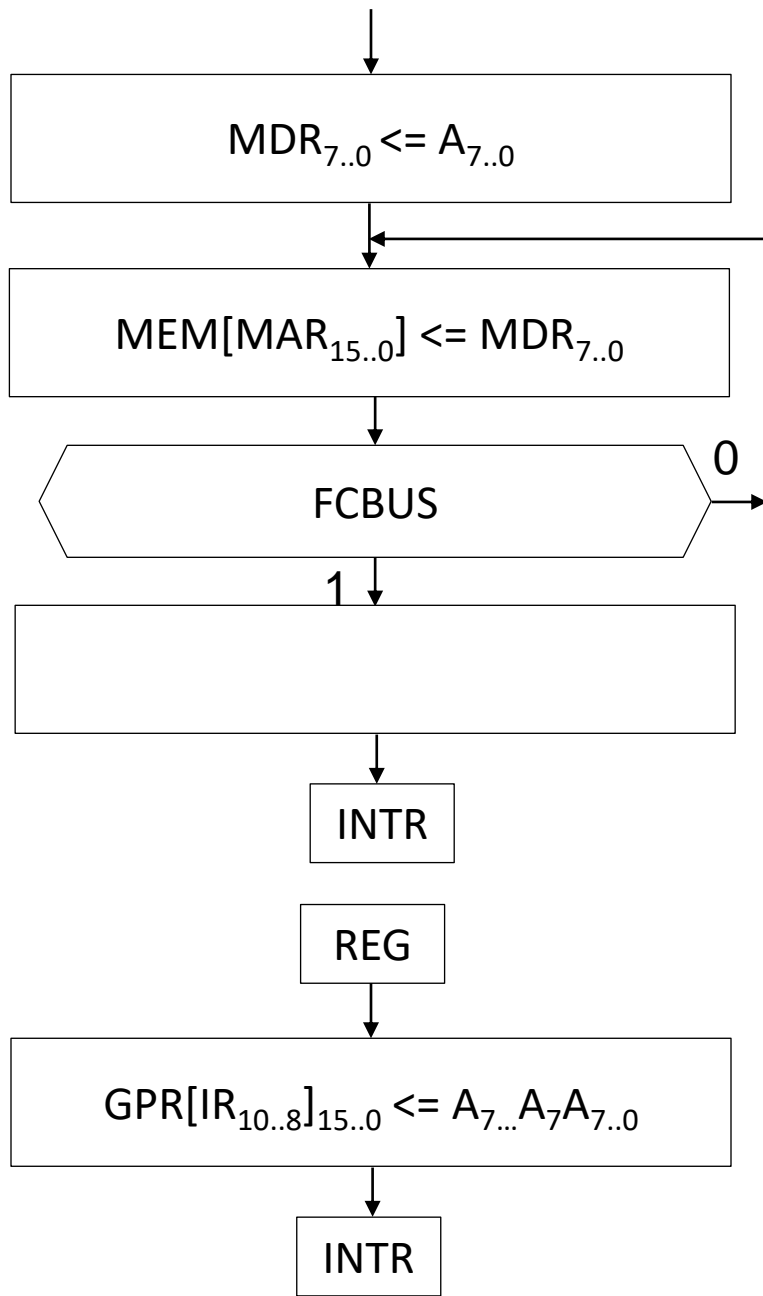 MDR7..0 <= A7..0
MEM[MAR15..0] <= MDR7..0
0
FCBUS
1
INTR
REG
GPR[IR10..8]15..0 <= A7...A7A7..0
INTR